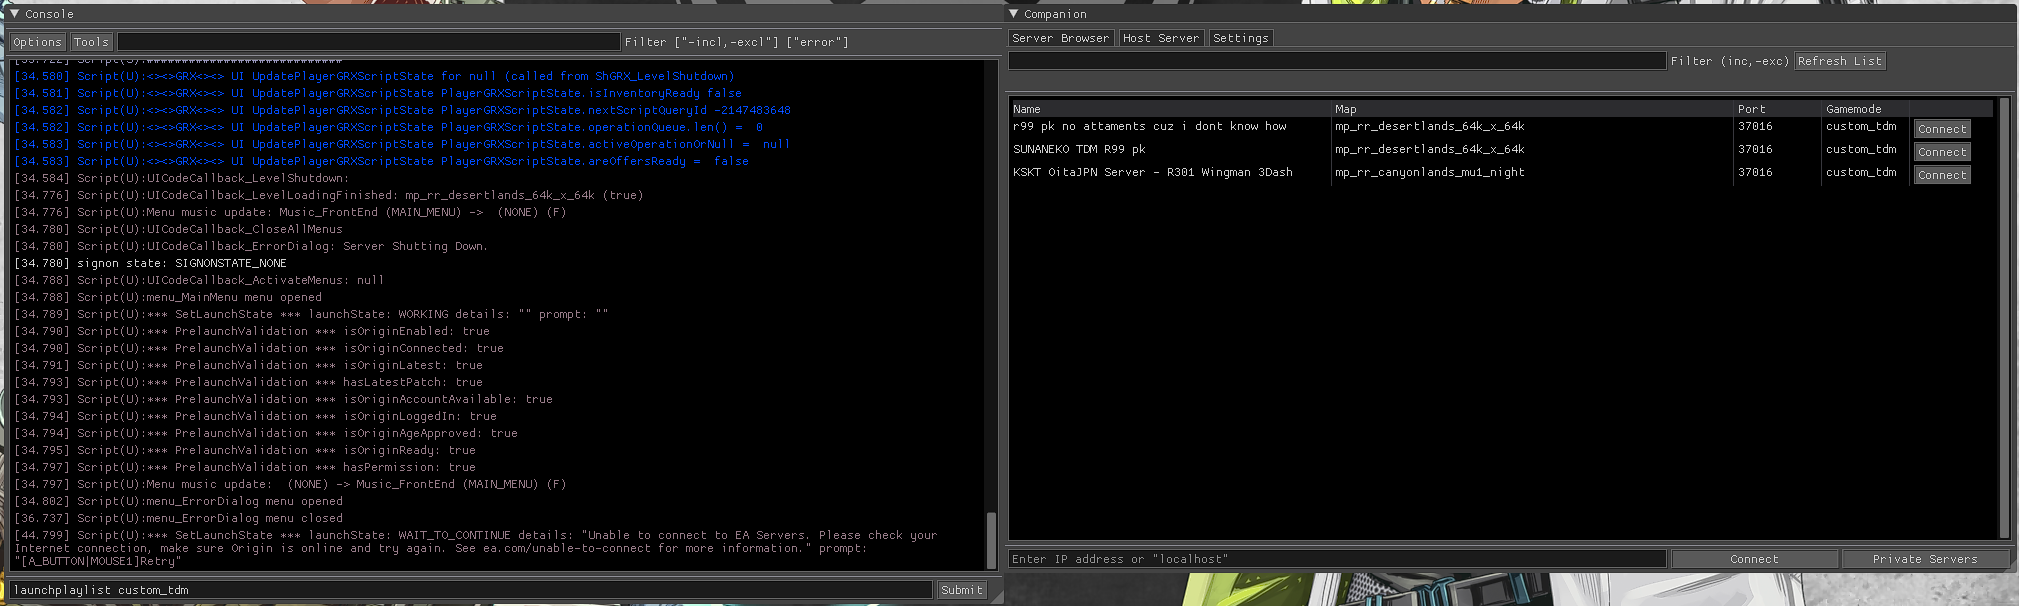 ▼ Console
Options Tools Filter ["-incl,-excl"] ["error"]
[33.722] Script(S):############################
[34.580] Script(U):<><>GRX<><> UI UpdatePlayerGRXScriptState for null (called from ShGRX_LevelShutdown)
[34.581] Script(U):<><>GRX<><> UI UpdatePlayerGRXScriptState PlayerGRXScriptState.isInventoryReady false
[34.582] Script(U):<><>GRX<><> UI UpdatePlayerGRXScriptState PlayerGRXScriptState.nextScriptQueryId -2147483648
[34.582] Script(U):<><>GRX<><> UI UpdatePlayerGRXScriptState PlayerGRXScriptState.operationQueue.len() =  0
[34.583] Script(U):<><>GRX<><> UI UpdatePlayerGRXScriptState PlayerGRXScriptState.activeOperationOrNull =  null
[34.583] Script(U):<><>GRX<><> UI UpdatePlayerGRXScriptState PlayerGRXScriptState.areOffersReady =  false
[34.584] Script(U):UICodeCallback_LevelShutdown:
[34.776] Script(U):UICodeCallback_LevelLoadingFinished: mp_rr_desertlands_64k_x_64k (true)
[34.776] Script(U):Menu music update: Music_FrontEnd (MAIN_MENU) ->  (NONE) (F)
[34.780] Script(U):UICodeCallback_CloseAllMenus
[34.780] Script(U):UICodeCallback_ErrorDialog: Server Shutting Down.
[34.780] signon state: SIGNONSTATE_NONE
[34.788] Script(U):UICodeCallback_ActivateMenus: null
[34.788] Script(U):menu_MainMenu menu opened
[34.789] Script(U):*** SetLaunchState *** launchState: WORKING details: "" prompt: ""
[34.790] Script(U):*** PrelaunchValidation *** isOriginEnabled: true
[34.790] Script(U):*** PrelaunchValidation *** isOriginConnected: true
[34.791] Script(U):*** PrelaunchValidation *** isOriginLatest: true
[34.793] Script(U):*** PrelaunchValidation *** hasLatestPatch: true
[34.793] Script(U):*** PrelaunchValidation *** isOriginAccountAvailable: true
[34.794] Script(U):*** PrelaunchValidation *** isOriginLoggedIn: true
[34.794] Script(U):*** PrelaunchValidation *** isOriginAgeApproved: true
[34.795] Script(U):*** PrelaunchValidation *** isOriginReady: true
[34.797] Script(U):*** PrelaunchValidation *** hasPermission: true
[34.797] Script(U):Menu music update:  (NONE) -> Music_FrontEnd (MAIN_MENU) (F)
[34.802] Script(U):menu_ErrorDialog menu opened
[36.737] Script(U):menu_ErrorDialog menu closed
[44.799] Script(U):*** SetLaunchState *** launchState: WAIT_TO_CONTINUE details: "Unable to connect to EA Servers. Please check your
Internet connection, make sure Origin is online and try again. See ea.com/unable-to-connect for more information." prompt:
"[A_BUTTON|MOUSE1]Retry"
launchplaylist custom_tdm Submit
▼ Companion
Server Browser Host Server Settings
Filter (inc,-exc) Refresh List
Name Map Port Gamemode
r99 pk no attaments cuz i dont know how mp_rr_desertlands_64k_x_64k 37016 custom_tdm Connect
SUNANEKO TDM R99 pk mp_rr_desertlands_64k_x_64k 37016 custom_tdm Connect
KSKT OitaJPN Server - R301 Wingman 3Dash mp_rr_canyonlands_mu1_night 37016 custom_tdm Connect
Enter IP address or "localhost" Connect Private Servers